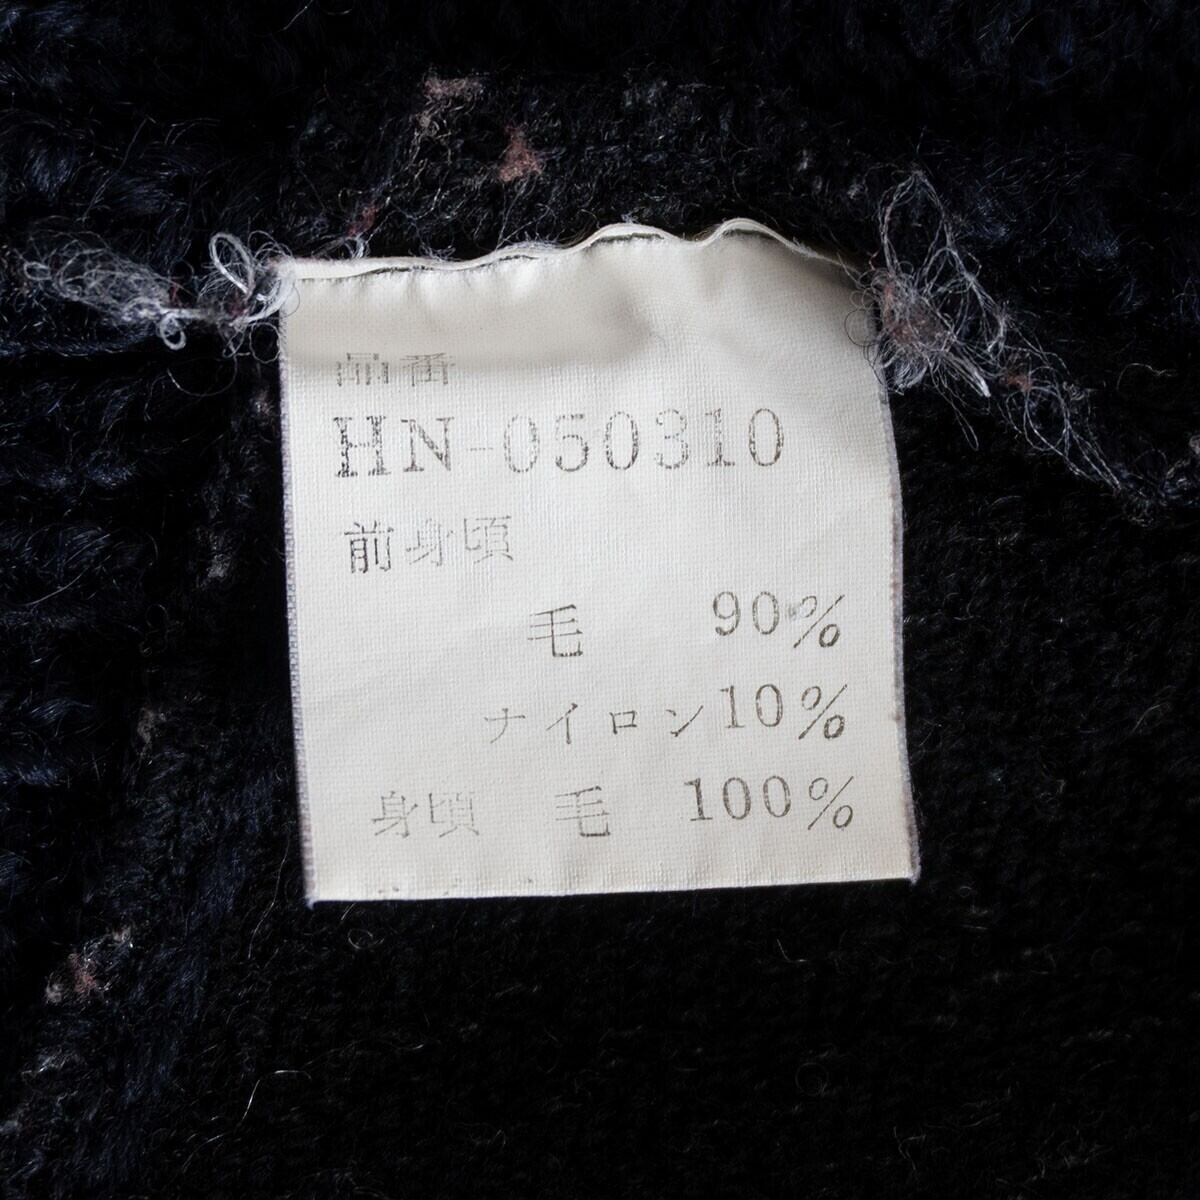 品番
HN-050310
前身頃
毛 90%
ナイロン10%
身頃 毛 100%